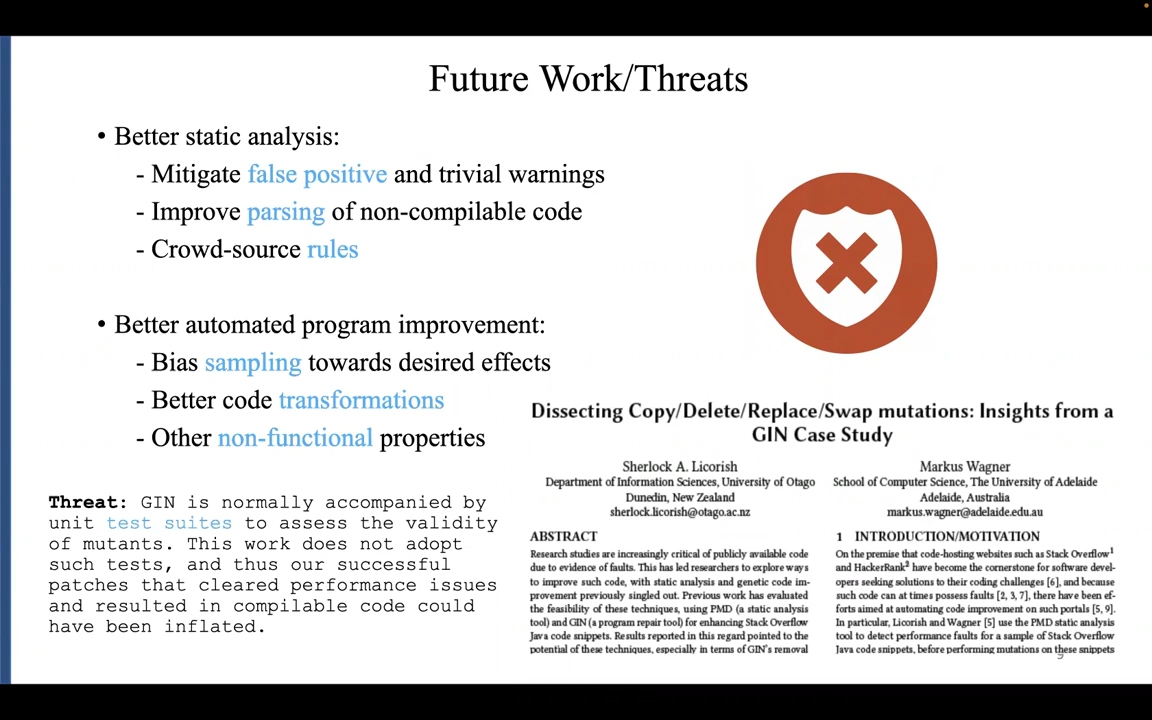 Future Work/Threats
• Better static analysis:
- Mitigate false positive and trivial warnings
- Improve parsing of non-compilable code
- Crowd-source rules
• Better automated program improvement:
- Bias sampling towards desired effects
- Better code transformations
- Other non-functional properties
Threat: GIN is normally accompanied by
unit test suites to assess the validity
of mutants. This work does not adopt
such tests, and thus our successful
patches that cleared performance issues
and resulted in compilable code could
have been inflated.
Dissecting Copy/Delete/Replace/Swap mutations: Insights from a
GIN Case Study
Sherlock A. Licorish
Department of Information Sciences, University of Otago
Dunedin, New Zealand
sherlock.licorish@otago.ac.nz
Markus Wagner
School of Computer Science, The University of Adelaide
Adelaide, Australia
markus.wagner@adelaide.edu.au
ABSTRACT
Research studies are increasingly critical of publicly available code
due to evidence of faults. This has led researchers to explore ways
to improve such code, with static analysis and genetic code im-
provement previously singled out. Previous work has evaluated
the feasibility of these techniques, using PMD (a static analysis
tool) and GIN (a program repair tool) for enhancing Stack Overflow
Java code snippets. Results reported in this regard pointed to the
potential of these techniques, especially in terms of GIN's removal
1 INTRODUCTION/MOTIVATION
On the premise that code-hosting websites such as Stack Overflow1
and HackerRank2 have become the cornerstone for software devel-
opers seeking solutions to their coding challenges [6], and because
such code can at times possess faults [2, 3, 7], there have been ef-
forts aimed at automating code improvement on such portals [5, 9].
In particular, Licorish and Wagner [5] use the PMD static analysis
tool to detect performance faults for a sample of Stack Overflow
Java code snippets, before performing mutations on these snippets
9